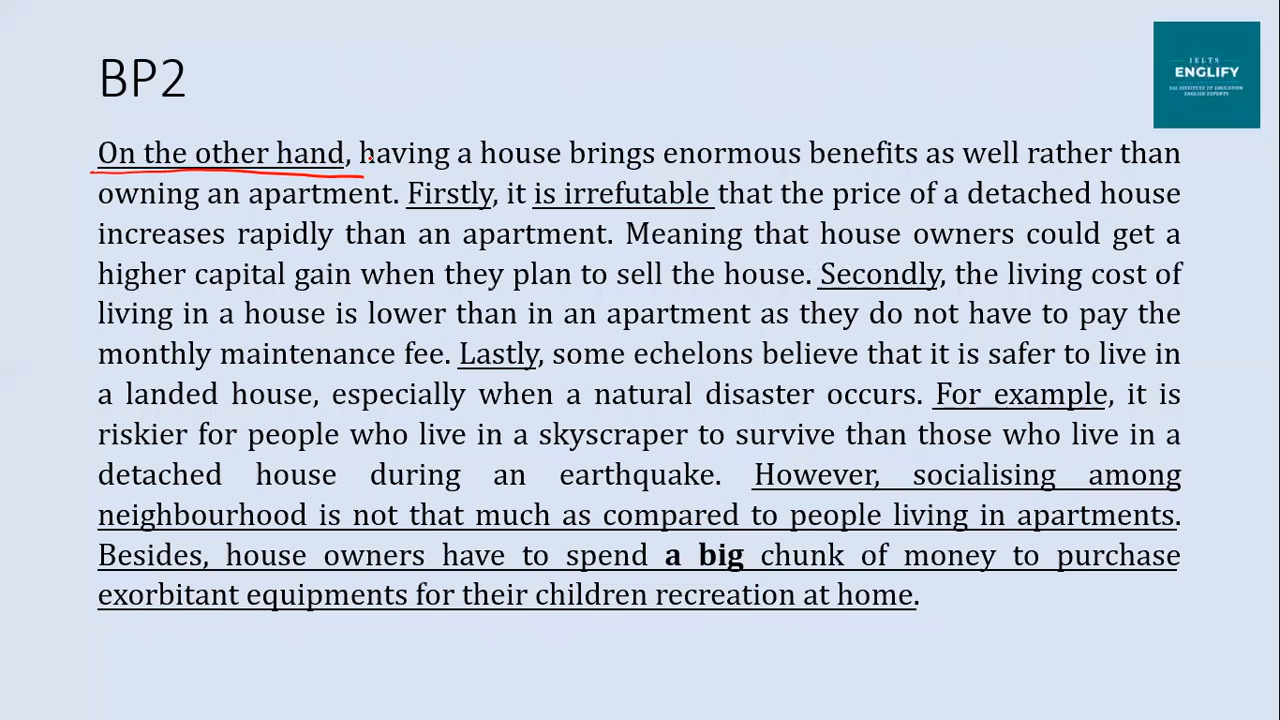 BP2
IELTS
ENGLIFY
SAI INSTITUTE OF EDUCATION
ENGLISH EXPERTS
On the other hand, having a house brings enormous benefits as well rather than
owning an apartment. Firstly, it is irrefutable that the price of a detached house
increases rapidly than an apartment. Meaning that house owners could get a
higher capital gain when they plan to sell the house. Secondly, the living cost of
living in a house is lower than in an apartment as they do not have to pay the
monthly maintenance fee. Lastly, some echelons believe that it is safer to live in
a landed house, especially when a natural disaster occurs. For example, it is
riskier for people who live in a skyscraper to survive than those who live in a
detached house during an earthquake. However, socialising among
neighbourhood is not that much as compared to people living in apartments.
Besides, house owners have to spend a big chunk of money to purchase
exorbitant equipments for their children recreation at home.